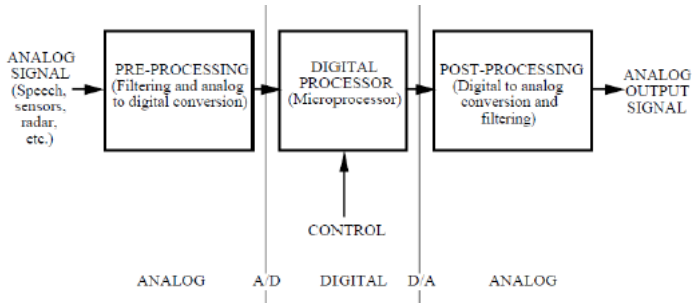 ANALOG
SIGNAL
(Speech,
sensors,
radar,
etc.)
PRE-PROCESSING
(Filtering and analog
to digital conversion)
DIGITAL
PROCESSOR
(Microprocessor)
POST-PROCESSING
(Digital to analog
conversion and
filtering)
ANALOG
OUTPUT
SIGNAL
CONTROL
ANALOG A/D DIGITAL D/A ANALOG